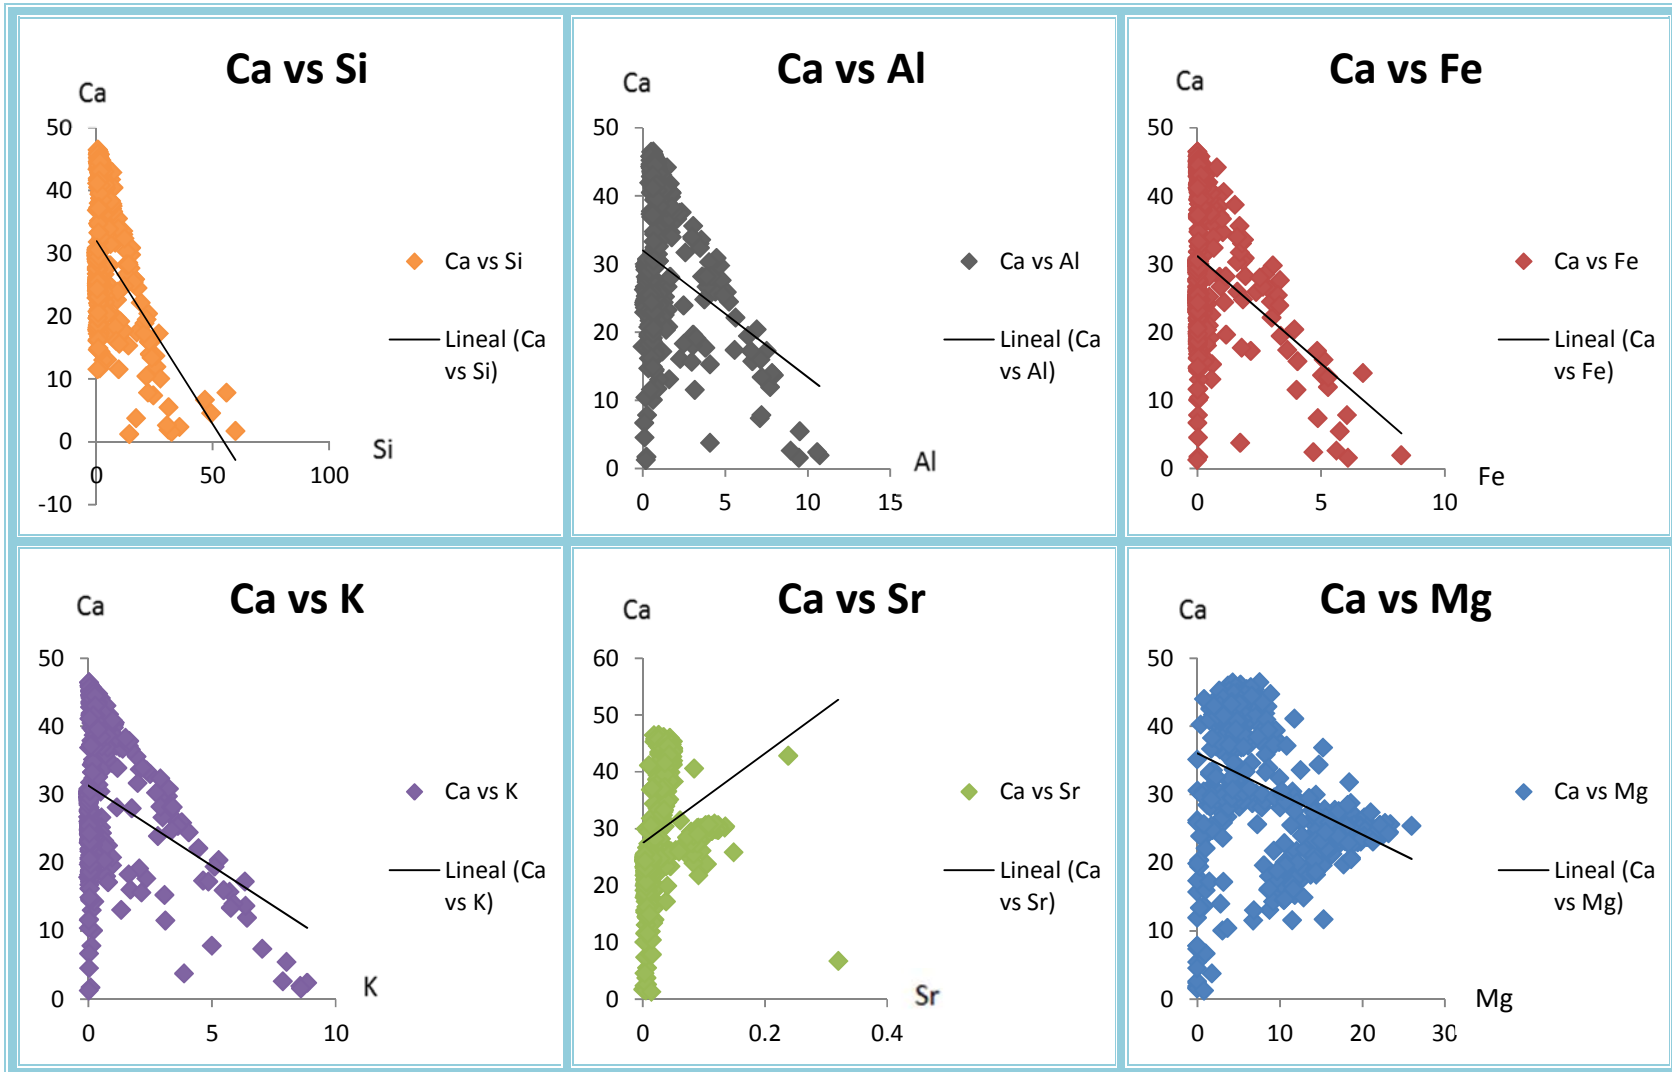 Ca vs Si
Ca
50
40
30
20
10
0
-10
0
50
100
Si
Ca vs Si
Lineal (Ca
vs Si)
Ca vs Al
Ca
50
40
30
20
10
0
0
5
10
15
Al
Ca vs Al
Lineal (Ca
vs Al)
Ca vs Fe
Ca
50
40
30
20
10
0
0
5
10
Fe
Ca vs Fe
Lineal (Ca
vs Fe)
Ca vs K
Ca
50
40
30
20
10
0
0
5
10
K
Ca vs K
Lineal (Ca
vs K)
Ca vs Sr
Ca
60
50
40
30
20
10
0
0
0.2
0.4
Sr
Ca vs Sr
Lineal (Ca
vs Sr)
Ca vs Mg
Ca
50
40
30
20
10
0
0
10
20
30
Mg
Ca vs Mg
Lineal (Ca
vs Mg)